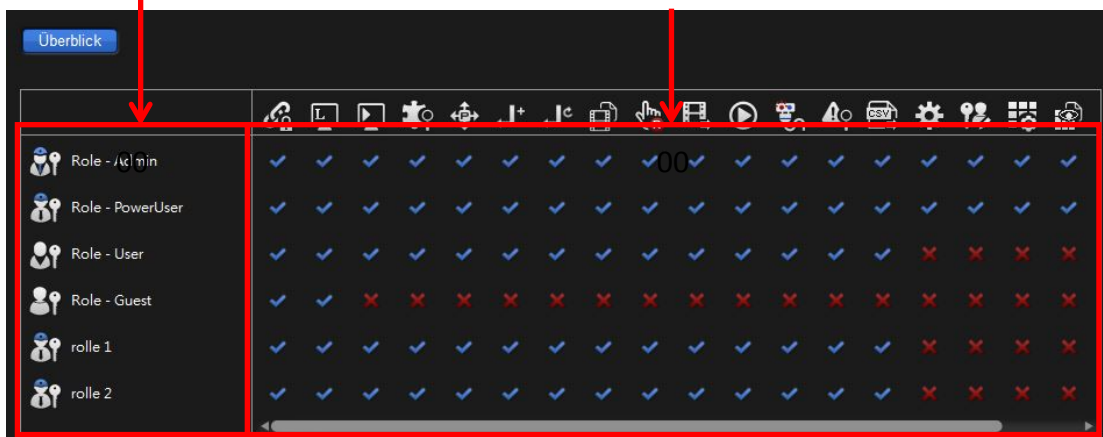 Überblick
L P CSV
Role - Admin 00 00
Role - PowerUser
Role - User
Role - Guest
rolle 1
rolle 2